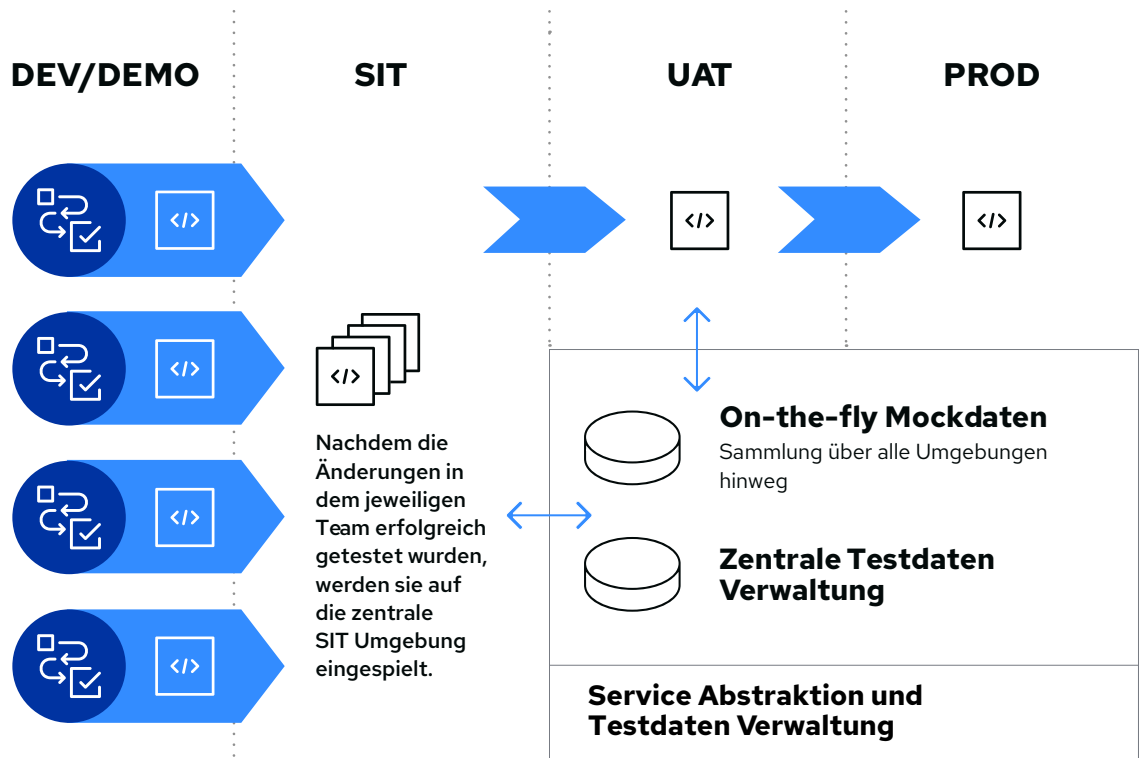 DEV/DEMO
SIT
UAT
PROD
</>
</>
</>
</>
</>
</>
</>
Nachdem die
Änderungen in
dem jeweiligen
Team erfolgreich
getestet wurden,
werden sie auf
die zentrale
SIT Umgebung
eingespielt.
On-the-fly Mockdaten
Sammlung über alle Umgebungen
hinweg
Zentrale Testdaten
Verwaltung
Service Abstraktion und
Testdaten Verwaltung